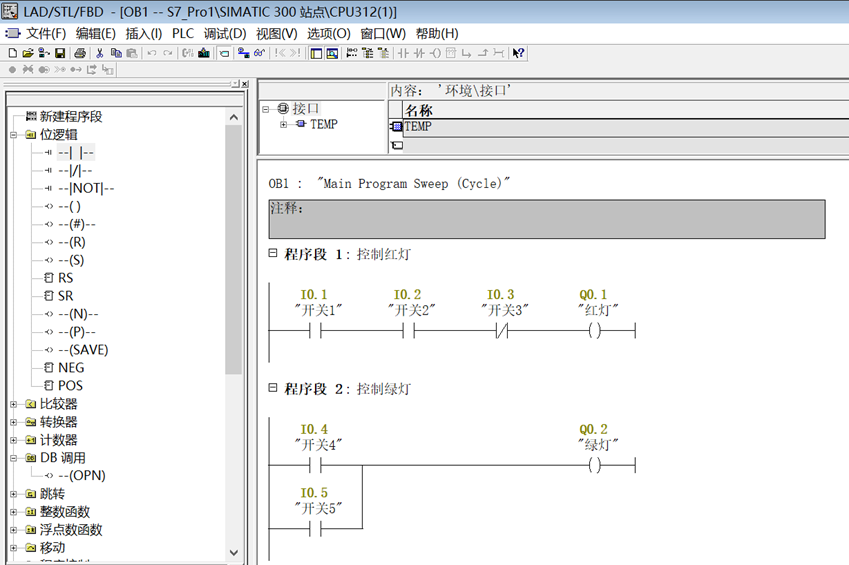 LAD/STL/FBD - [OB1 -- S7_Pro1\SIMATIC 300 站点\CPU312(1)]
文件(F) 编辑(E) 插入(I) PLC 调试(D) 视图(V) 选项(O) 窗口(W) 帮助(H)
新建程序段
位逻辑
--| |--
--|/|--
--|NOT|--
--( )
--(#)--
--(R)
--(S)
RS
SR
--(N)--
--(P)--
--(SAVE)
NEG
POS
比较器
转换器
计数器
DB 调用
--(OPN)
跳转
整数函数
浮点数函数
移动
接口
TEMP
内容: '环境\接口'
名称
TEMP
OB1 : "Main Program Sweep (Cycle)"
注释:
程序段 1: 控制红灯
I0.1 I0.2 I0.3 Q0.1
"开关1" "开关2" "开关3" "红灯"
程序段 2: 控制绿灯
I0.4 Q0.2
"开关4" "绿灯"
I0.5
"开关5"